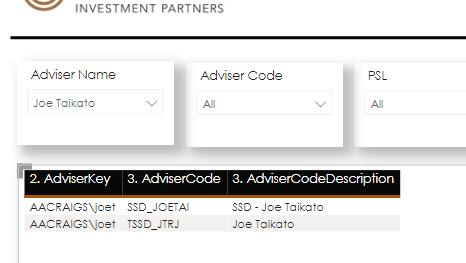 INVESTMENT PARTNERS
Adviser Name
Joe Taikato
Adviser Code
All
PSL
All
2. AdviserKey 3. AdviserCode 3. AdviserCodeDescription
AACRAIGS\joet SSD_JOETAI SSD - Joe Taikato
AACRAIGS\joet TSSD_JTRJ Joe Taikato